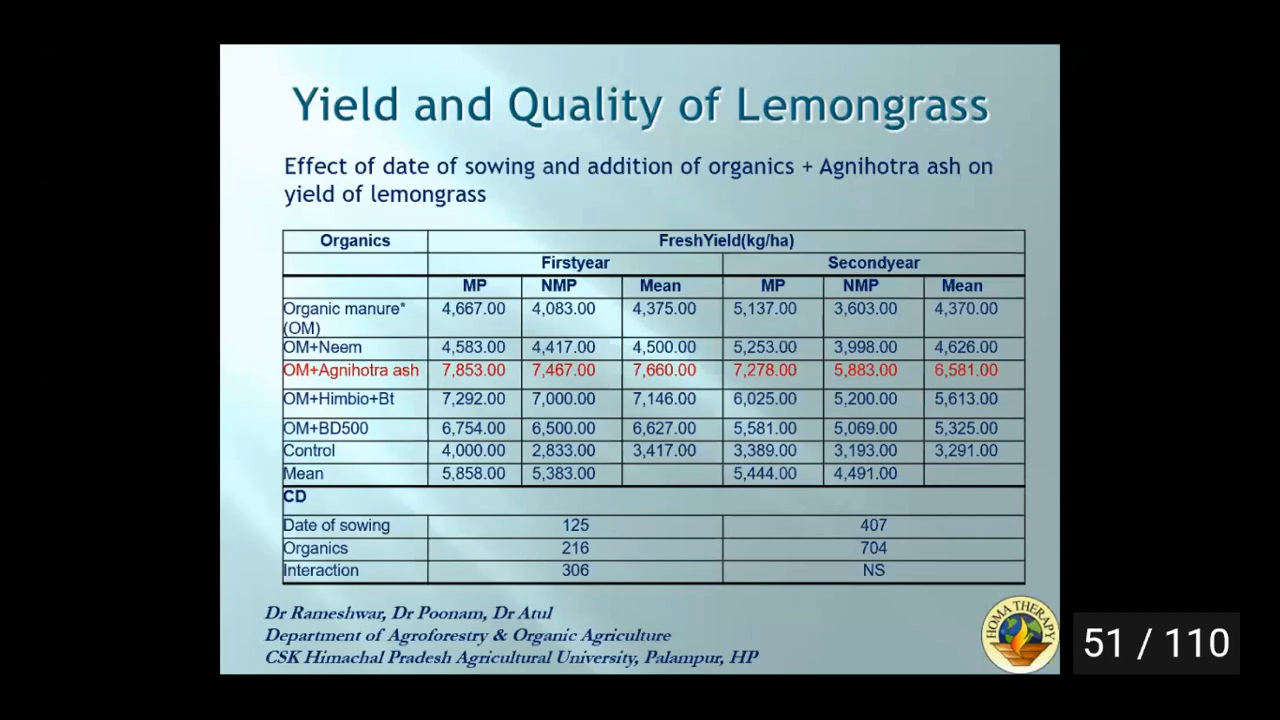 Yield and Quality of Lemongrass
Effect of date of sowing and addition of organics + Agnihotra ash on
yield of lemongrass
Organics FreshYield(kg/ha)
Firstyear Secondyear
MP NMP Mean MP NMP Mean
Organic manure* 4,667.00 4,083.00 4,375.00 5,137.00 3,603.00 4,370.00
(OM)
OM+Neem 4,583.00 4,417.00 4,500.00 5,253.00 3,998.00 4,626.00
OM+Agnihotra ash 7,853.00 7,467.00 7,660.00 7,278.00 5,883.00 6,581.00
OM+Himbio+Bt 7,292.00 7,000.00 7,146.00 6,025.00 5,200.00 5,613.00
OM+BD500 6,754.00 6,500.00 6,627.00 5,581.00 5,069.00 5,325.00
Control 4,000.00 2,833.00 3,417.00 3,389.00 3,193.00 3,291.00
Mean 5,858.00 5,383.00 5,444.00 4,491.00
CD
Date of sowing 125 407
Organics 216 704
Interaction 306 NS
Dr Rameshwar, Dr Poonam, Dr Atul
Department of Agroforestry & Organic Agriculture
CSK Himachal Pradesh Agricultural University, Palampur, HP
HOMA THERAPY
51 / 110